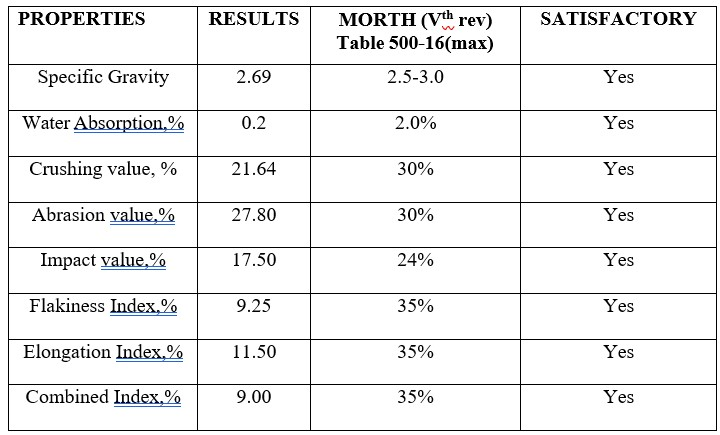 PROPERTIES RESULTS MORTH (Vth rev) SATISFACTORY
Table 500-16(max)
Specific Gravity 2.69 2.5-3.0 Yes
Water Absorption,% 0.2 2.0% Yes
Crushing value, % 21.64 30% Yes
Abrasion value,% 27.80 30% Yes
Impact value,% 17.50 24% Yes
Flakiness Index,% 9.25 35% Yes
Elongation Index,% 11.50 35% Yes
Combined Index,% 9.00 35% Yes